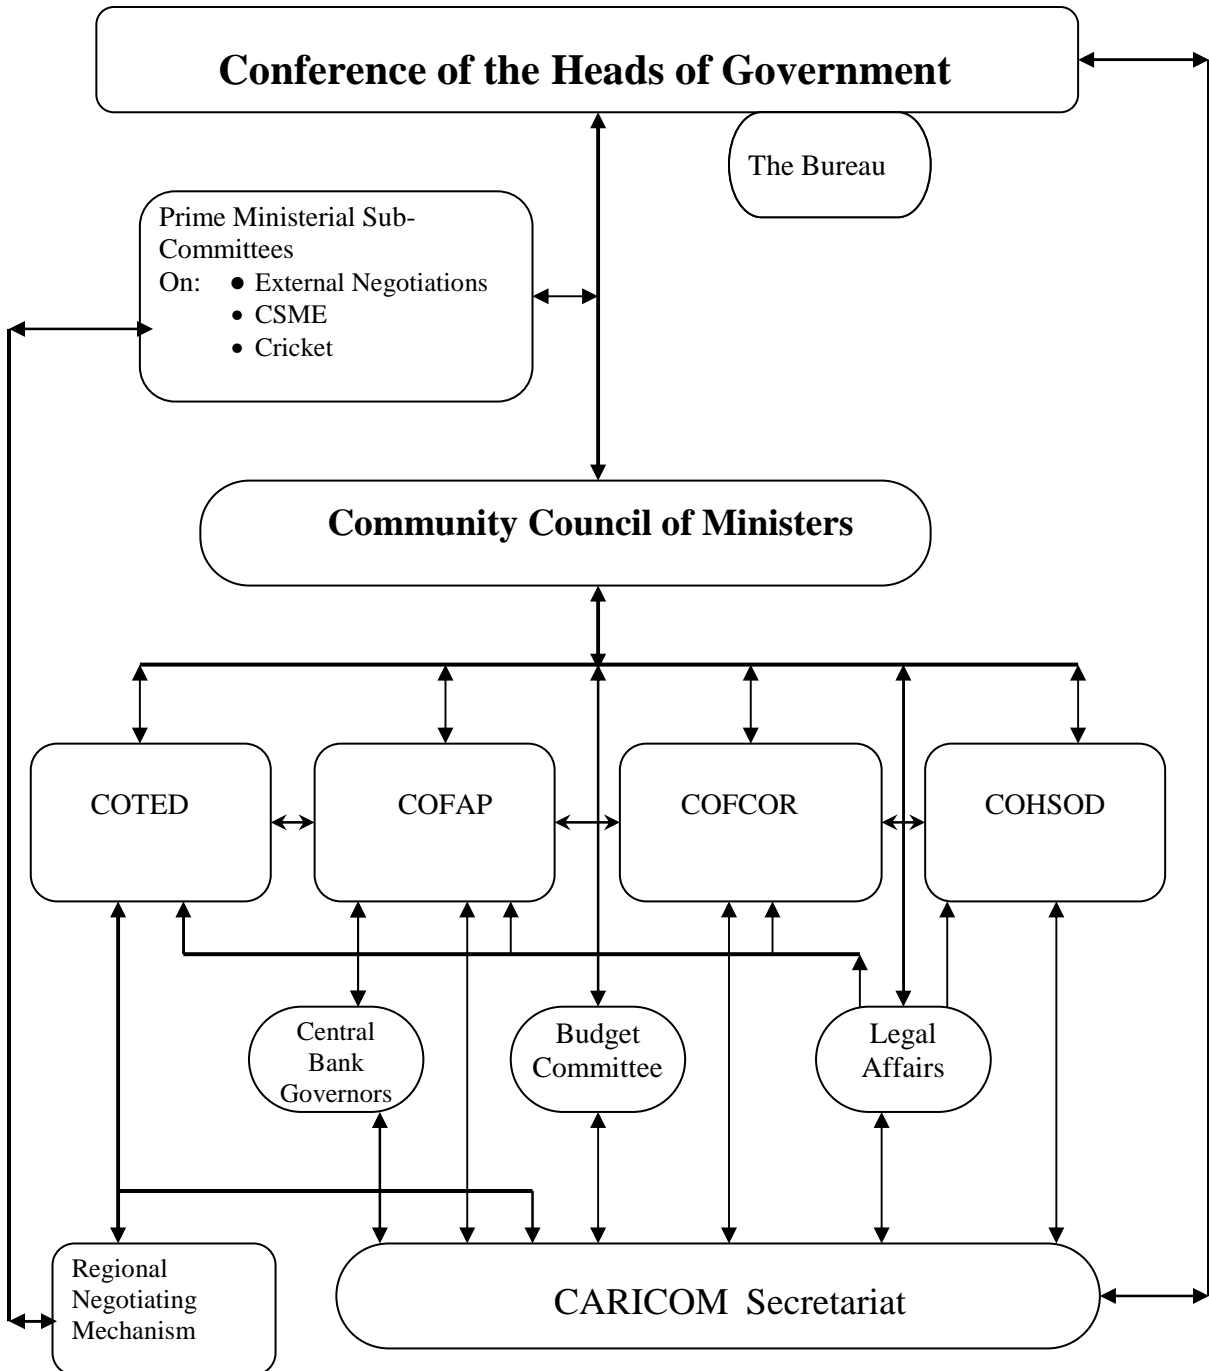 Conference of the Heads of Government
The Bureau
Prime Ministerial Sub-
Committees
On: • External Negotiations
• CSME
• Cricket
Community Council of Ministers
COTED
COFAP
COFCOR
COHSOD
Central
Bank
Governors
Budget
Committee
Legal
Affairs
Regional
Negotiating
Mechanism
CARICOM Secretariat